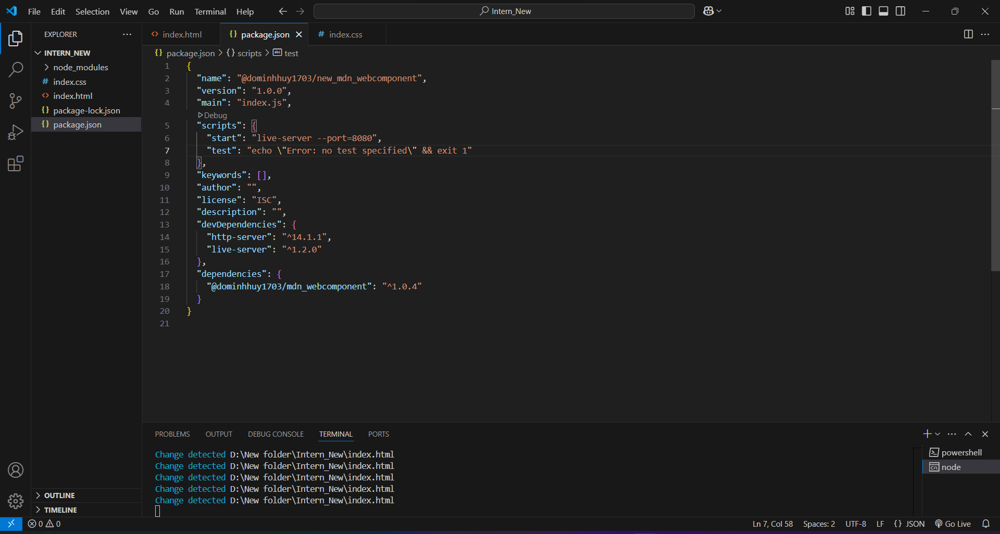 File Edit Selection View Go Run Terminal Help
Intern_New
EXPLORER
INTERN_NEW
node_modules
# index.css
<> index.html
{} package-lock.json
{} package.json
OUTLINE
TIMELINE
<> index.html
{} package.json
# index.css
{} package.json > {} scripts > abc test
1 {
2 "name": "@dominhhuy1703/new_mdn_webcomponent",
3 "version": "1.0.0",
4 "main": "index.js",
Debug
5 "scripts": {
6 "start": "live-server --port=8080",
7 "test": "echo \"Error: no test specified\" && exit 1"
8 },
9 "keywords": [],
10 "author": "",
11 "license": "ISC",
12 "description": "",
13 "devDependencies": {
14 "http-server": "^14.1.1",
15 "live-server": "^1.2.0"
16 },
17 "dependencies": {
18 "@dominhhuy1703/mdn_webcomponent": "^1.0.4"
19 }
20 }
21
PROBLEMS OUTPUT DEBUG CONSOLE TERMINAL PORTS
Change detected D:\New folder\Intern_New\index.html
Change detected D:\New folder\Intern_New\index.html
Change detected D:\New folder\Intern_New\index.html
Change detected D:\New folder\Intern_New\index.html
Change detected D:\New folder\Intern_New\index.html
powershell
node
0 0
Ln 7, Col 58 Spaces: 2 UTF-8 LF {} JSON Go Live